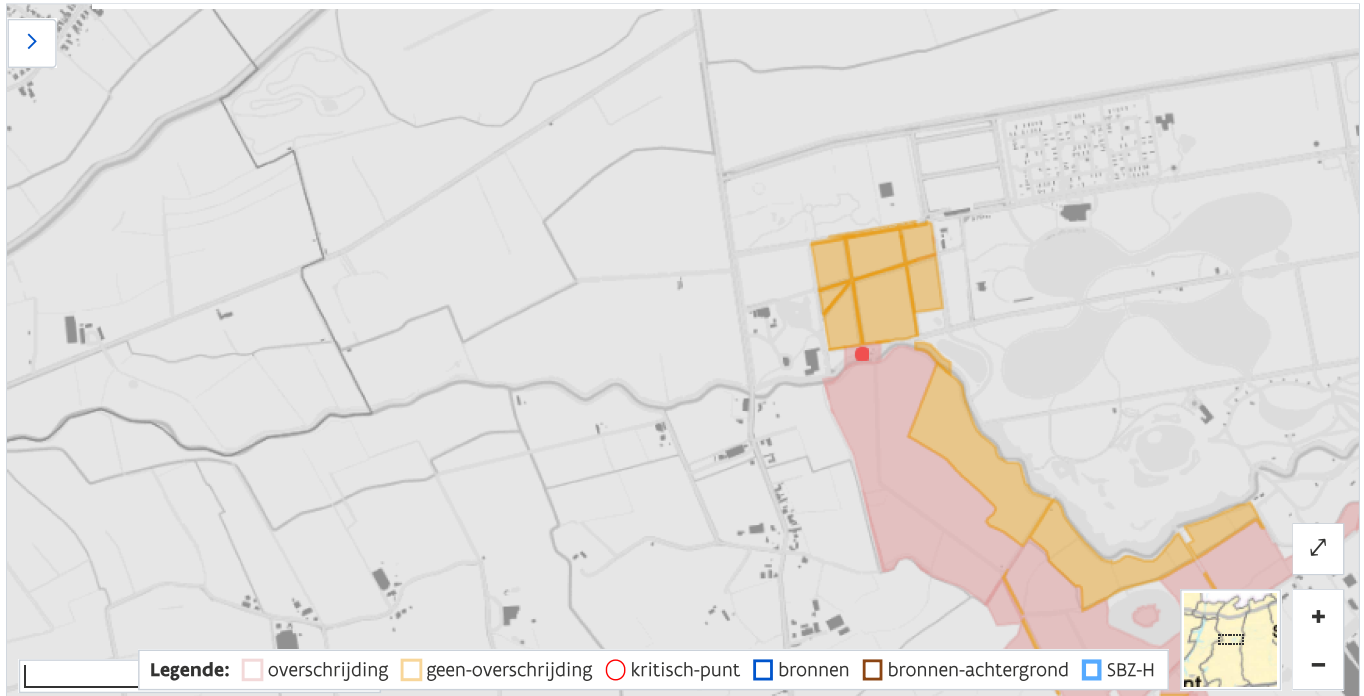 Legende: overschrijding geen-overschrijding kritisch-punt bronnen bronnen-achtergrond SBZ-H
+
−